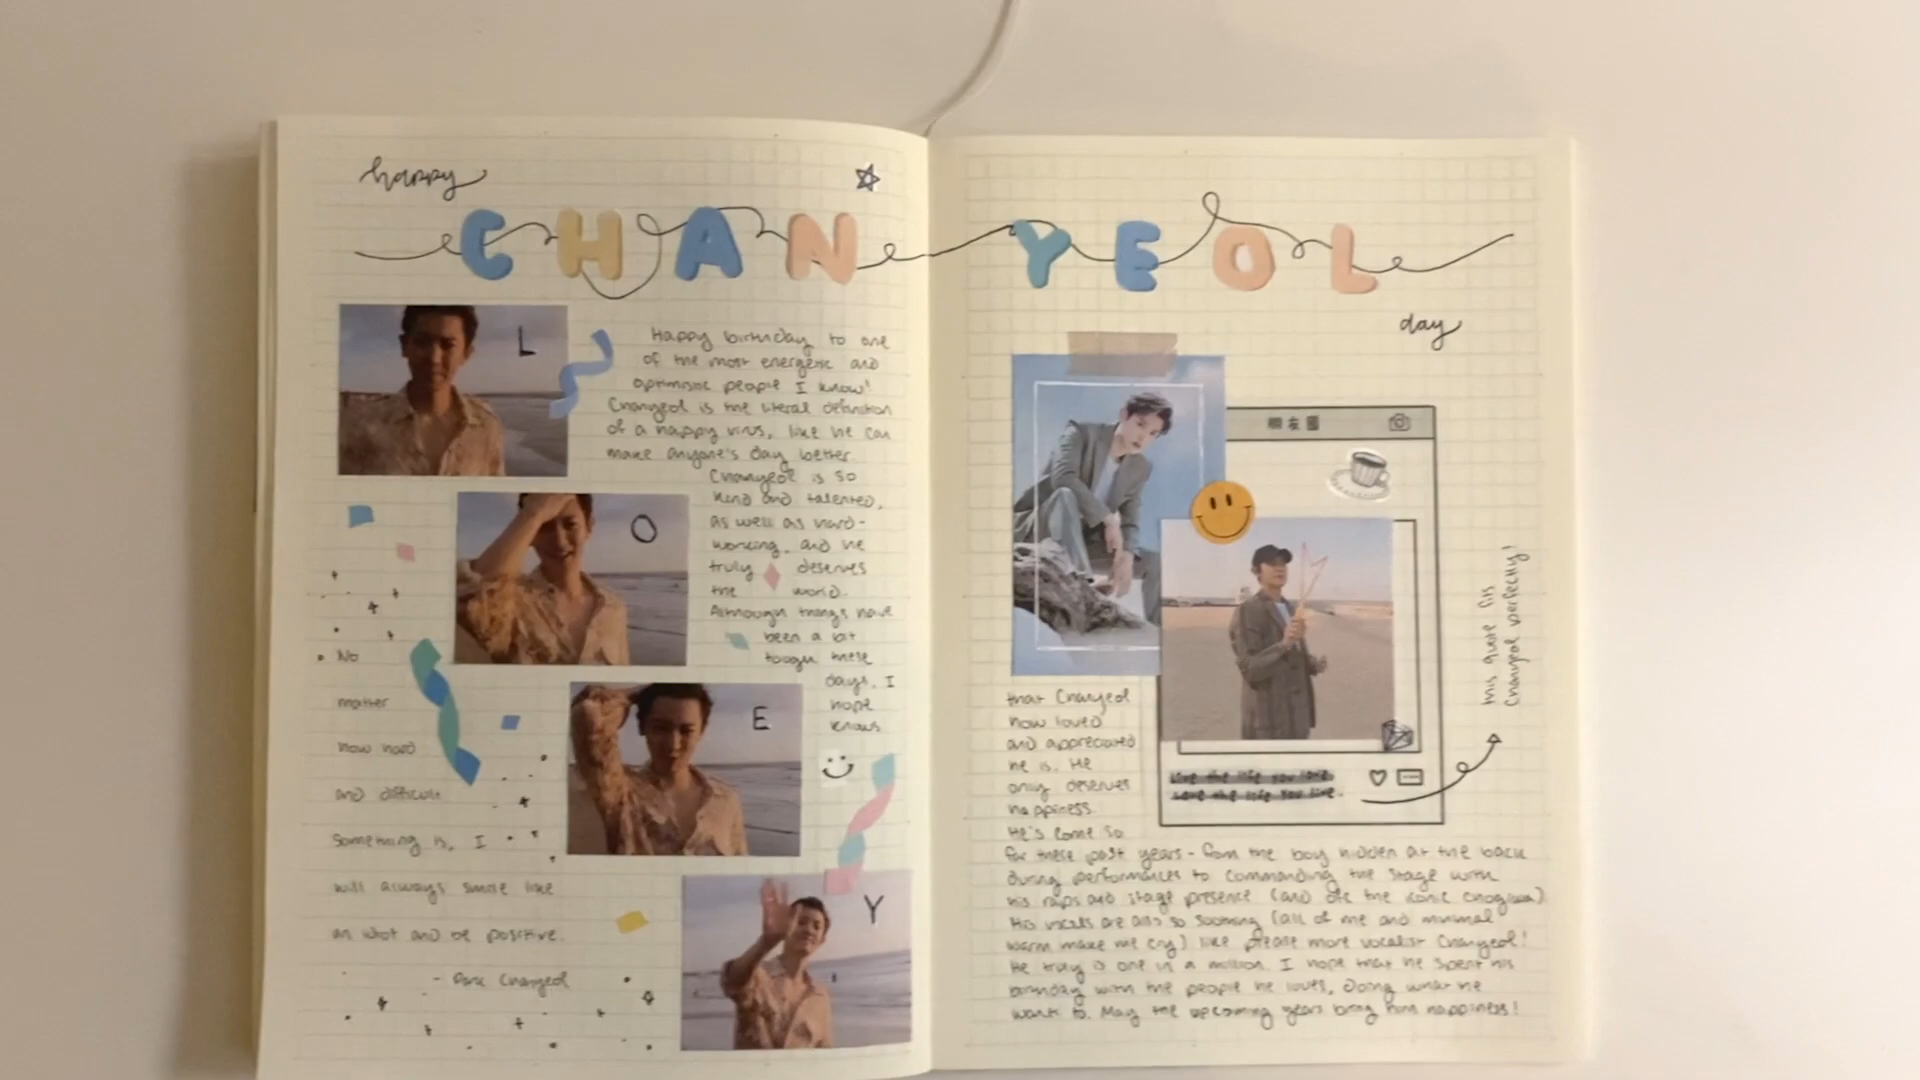 happy
CHAN YEOL
day
L
O
E
Y
Happy birthday to one
of the most energetic and
optimistic people I know!
Chanyeol is the literal definition
of a happy virus, like he can
make anyone's day better.
Chanyeol is so
kind and talented,
as well as hard-
working, and he
truly deserves
the world.
Although things have
been a bit
tough these
days, I
hope
knows
No
matter
how hard
and difficult
something is, I
will always smile like
an idiot and be positive.
- Park Chanyeol
朋友圈
that Chanyeol
how loved
and appreciated
he is. He
only deserves
happiness.
He's come so
far these past years - from the boy hidden at the back
during performances to commanding the stage with
his raps and stage presence (and ofc the iconic chogiwa)
His vocals are also so soothing (all of me and minimal
warm make me cry) like please more vocalist Chanyeol!
He truly is one in a million. I hope that he spent his
birthday with the people he loves, doing what he
wants to. May the upcoming years bring him happiness!
Live the life you love.
Love the life you live.
this quote fits
Chanyeol perfectly!